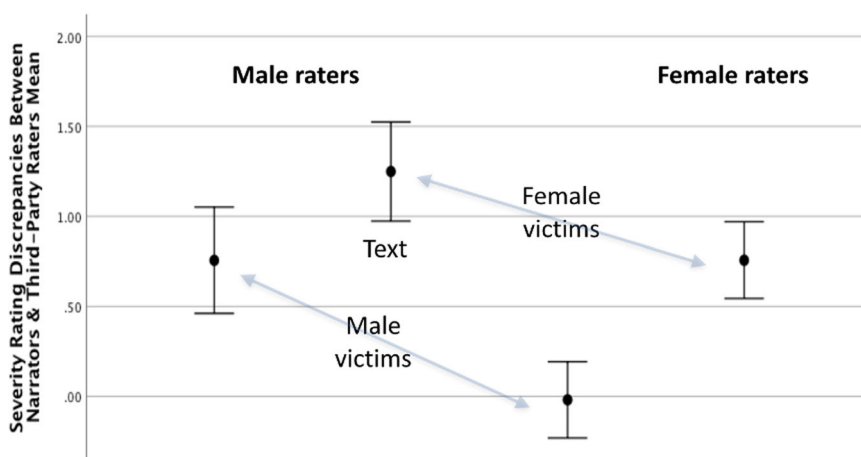 Severity Rating Discrepancies Between
Narrators & Third-Party Raters Mean
2.00
1.50
1.00
.50
.00
Male raters
Female raters
Text
Female
victims
Male
victims